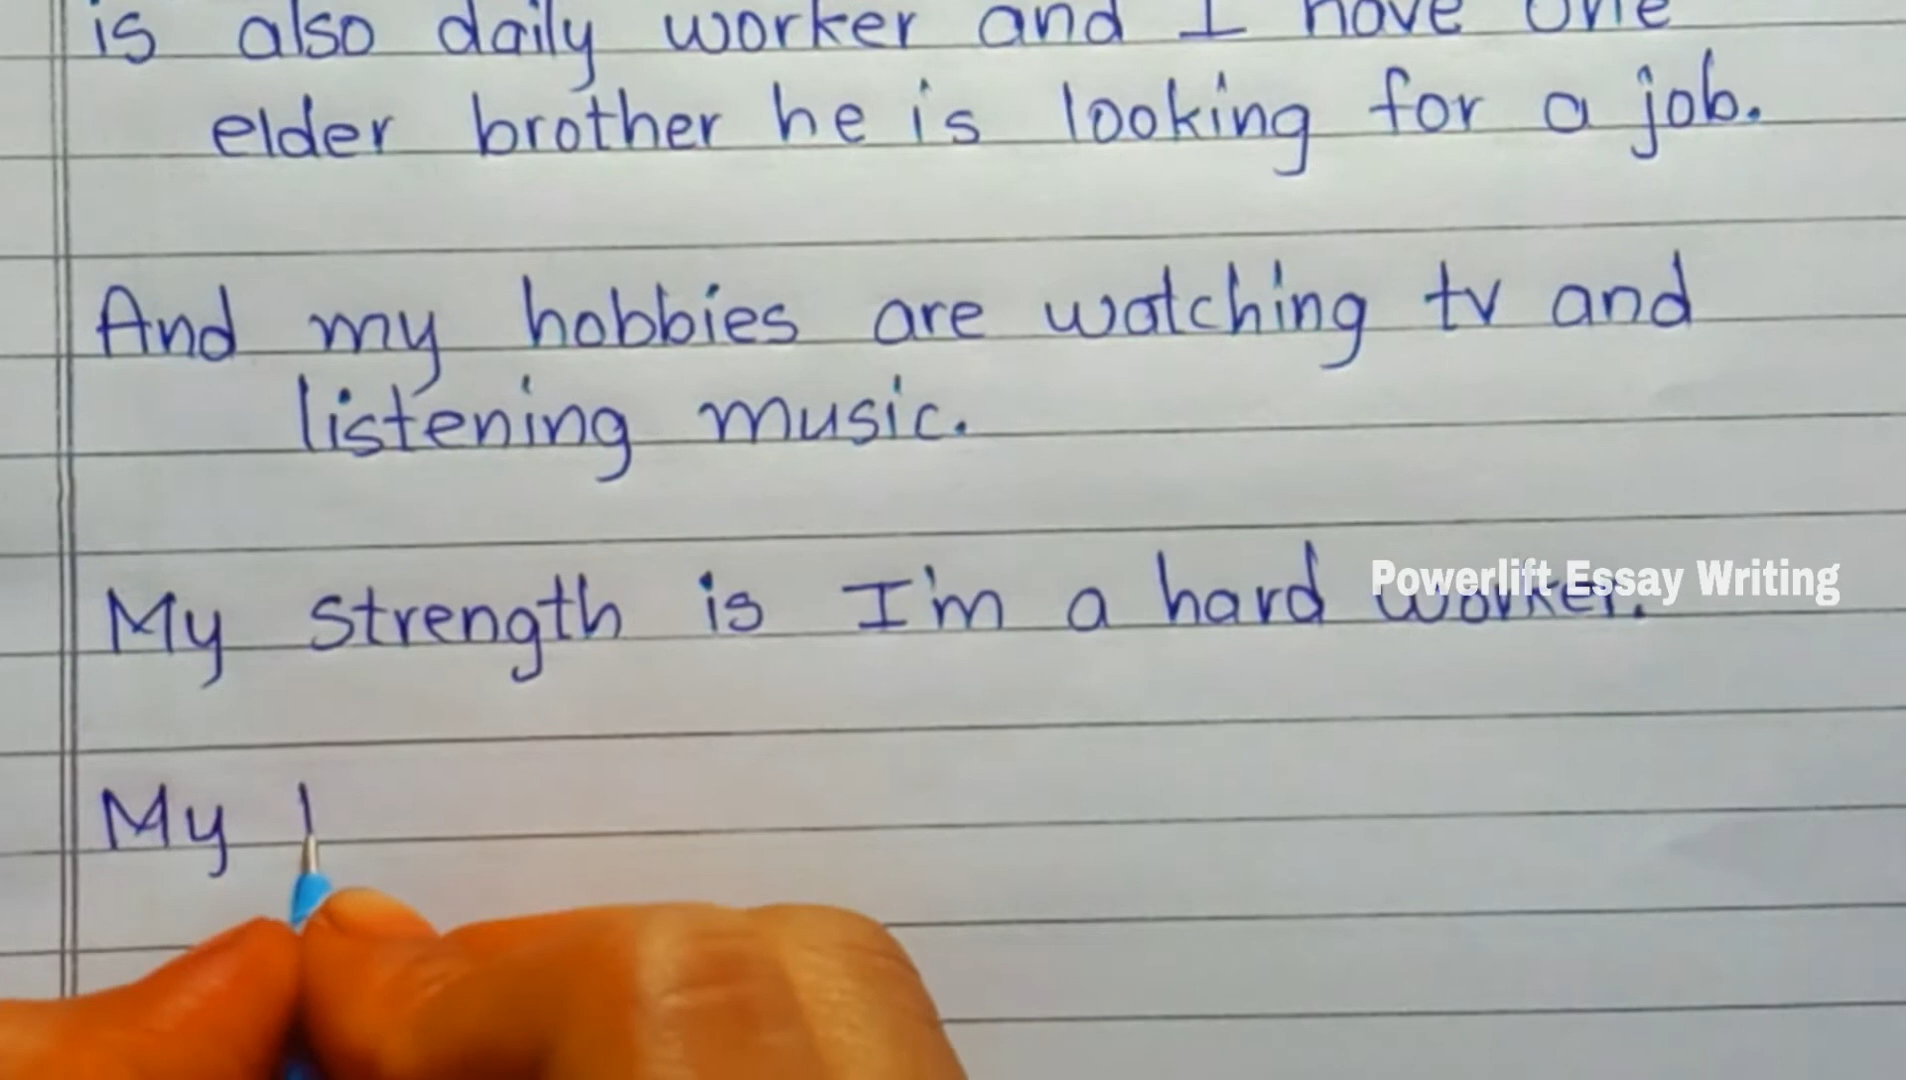 is also daily worker and I have one
elder brother he is looking for a job.
And my hobbies are watching tv and
listening music.
My strength is I'm a hard worker.
Powerlift Essay Writing
My